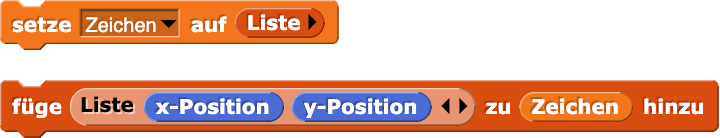 setze Zeichen auf Liste
füge Liste x-Position y-Position zu Zeichen hinzu